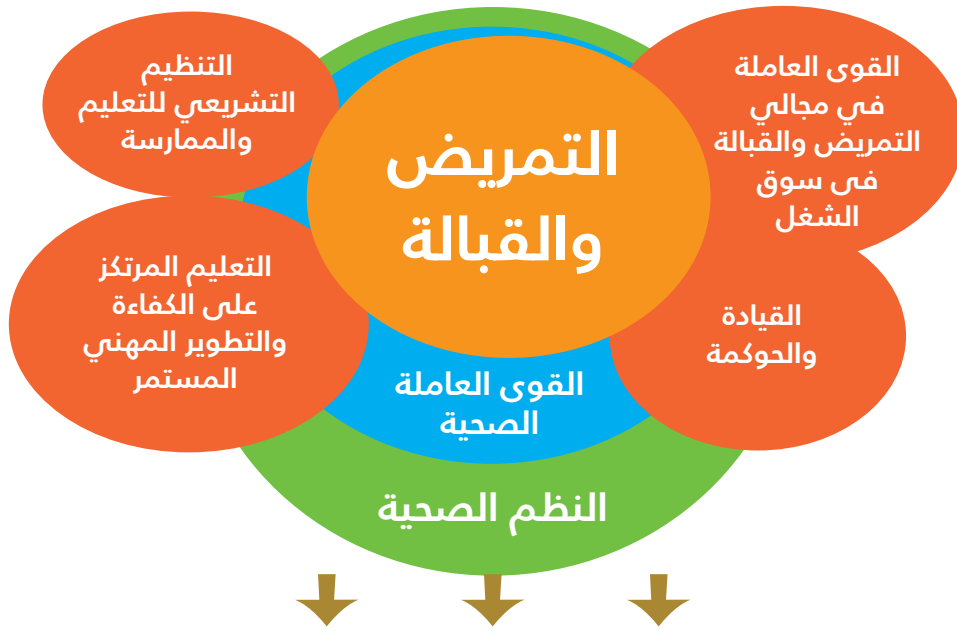 القوى العاملة
في مجالي
التمريض والقبالة
فى سوق
الشغل
التنظيم
التشريعي للتعليم
والممارسة
التمريض
والقبالة
القيادة
والحوكمة
التعليم المرتكز
على الكفاءة
والتطوير المهني
المستمر
القوى العاملة
الصحية
النظم الصحية